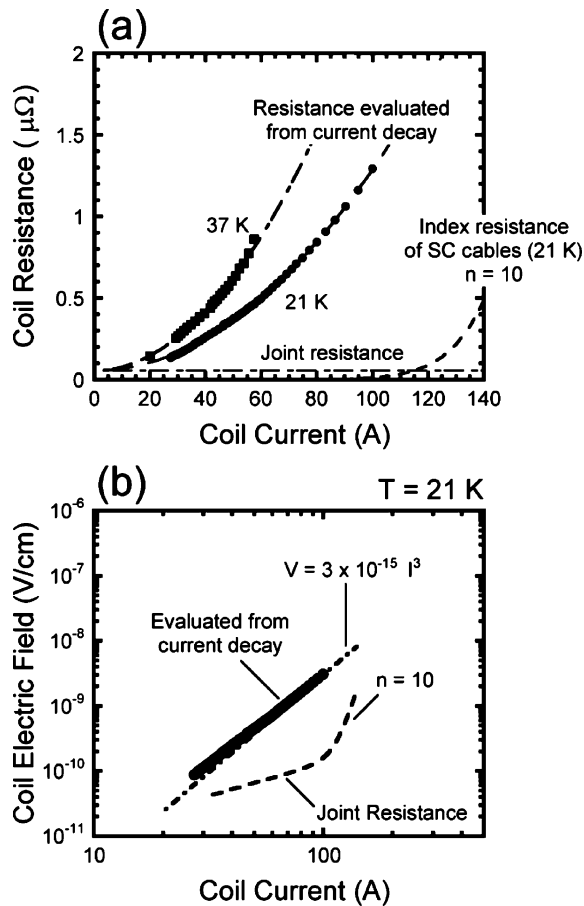 (a)
2
1.5
1
0.5
0
Coil Resistance ( μΩ )
Resistance evaluated
from current decay
37 K
21 K
Index resistance
of SC cables (21 K)
n = 10
Joint resistance
0 20 40 60 80 100 120 140
Coil Current (A)
(b)
T = 21 K
10⁻⁶
10⁻⁷
10⁻⁸
10⁻⁹
10⁻¹⁰
10⁻¹¹
Coil Electric Field (V/cm)
V = 3 x 10⁻¹⁵ I³
Evaluated from
current decay
n = 10
Joint Resistance
10 100
Coil Current (A)